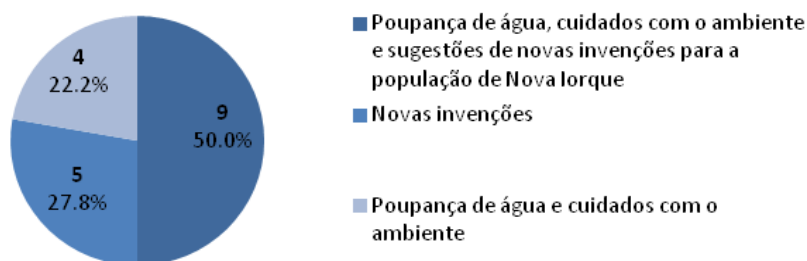 4
22.2%
9
50.0%
5
27.8%
Poupança de água, cuidados com o ambiente
e sugestões de novas invenções para a
população de Nova Iorque
Novas invenções
Poupança de água e cuidados com o
ambiente